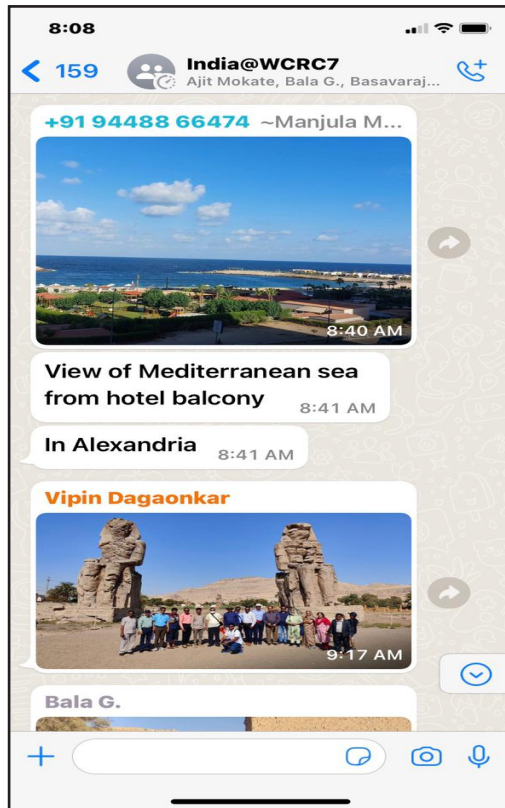 8:08
159
India@WCRC7
Ajit Mokate, Bala G., Basavaraj...
+91 94488 66474 ~Manjula M...
8:40 AM
View of Mediterranean sea
from hotel balcony
8:41 AM
In Alexandria
8:41 AM
Vipin Dagaonkar
9:17 AM
Bala G.